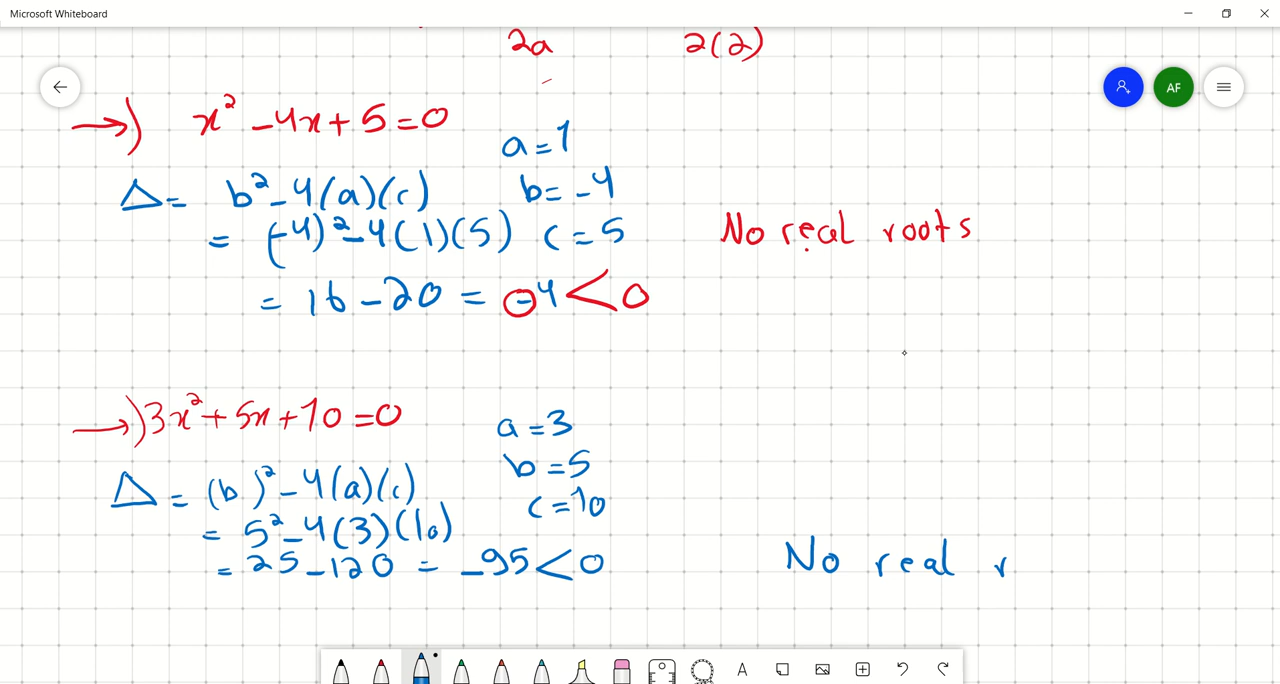 Microsoft Whiteboard
2a 2(2)
AF
→) x² - 4x + 5 = 0
a = 1
Δ = b² - 4(a)(c) b = -4
= (-4)² - 4(1)(5) c = 5
No real roots
= 16 - 20 = -4 < 0
→) 3x² + 5x + 10 = 0
a = 3
b = 5
Δ = (b)² - 4(a)(c)
c = 10
= 5² - 4(3)(10)
= 25 - 120 = -95 < 0
No real r
A